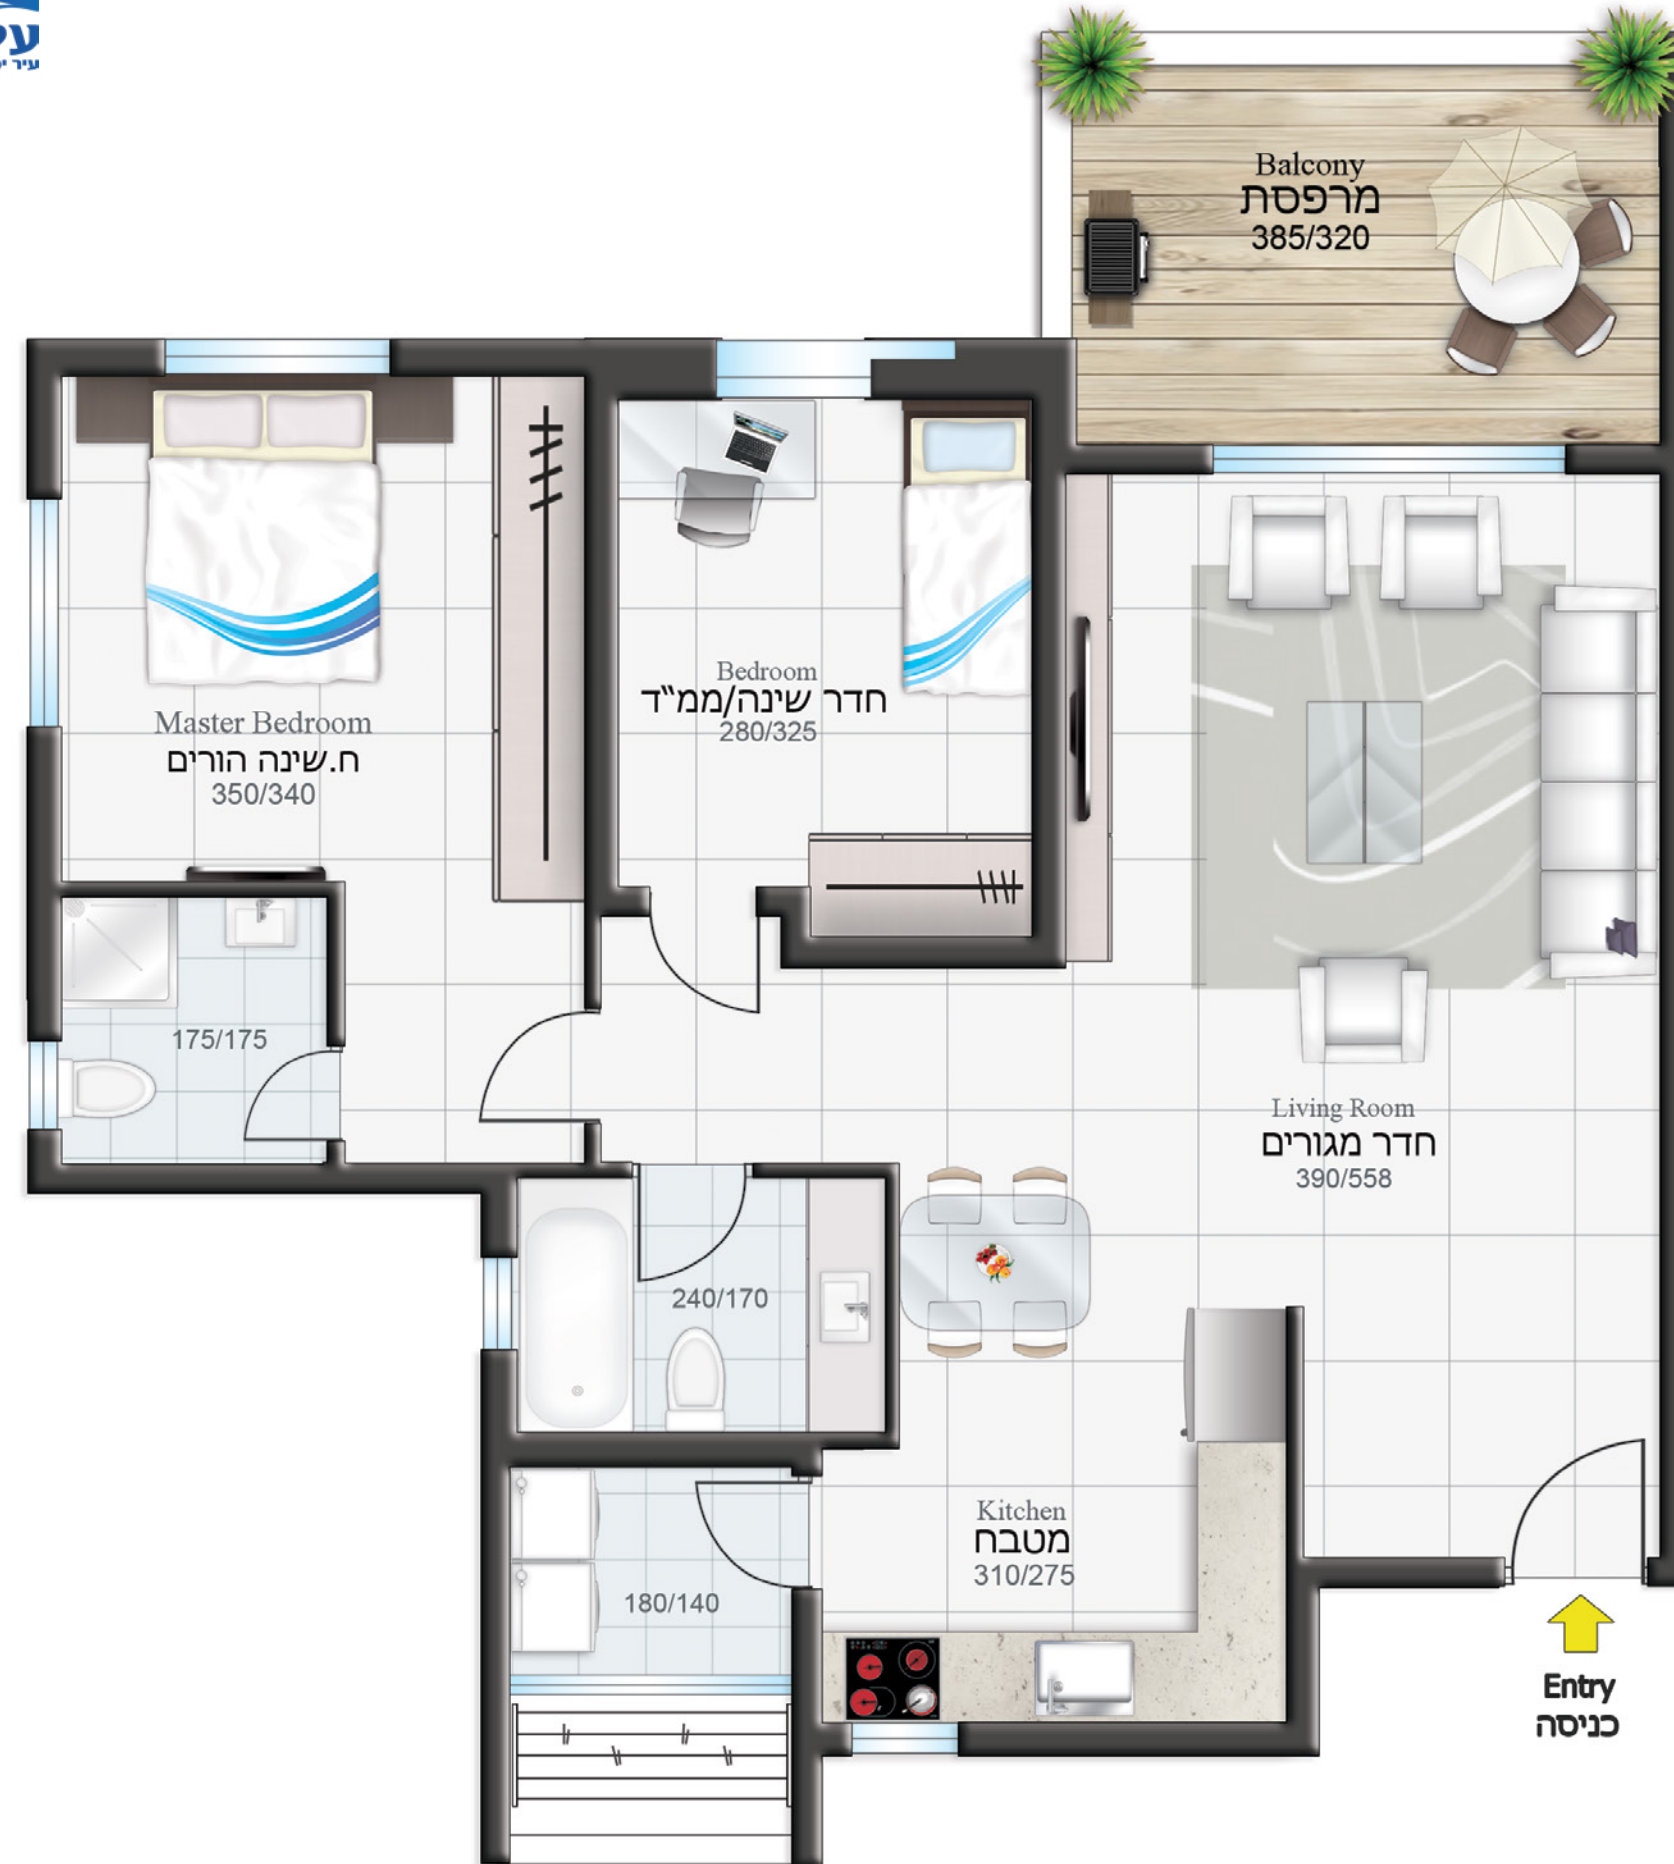 Balcony
מרפסת
385/320
Bedroom
חדר שינה/ממ"ד
280/325
Master Bedroom
ח.שינה הורים
350/340
175/175
Living Room
חדר מגורים
390/558
240/170
Kitchen
מטבח
310/275
180/140
Entry
כניסה